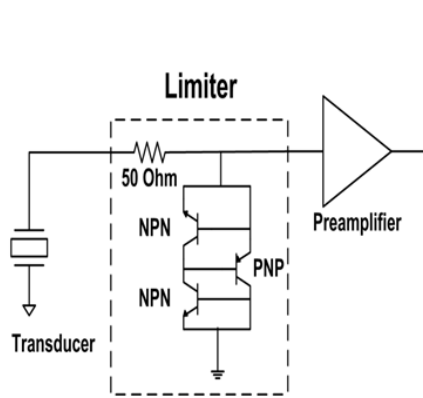 Limiter
50 Ohm
NPN
PNP
NPN
Preamplifier
Transducer